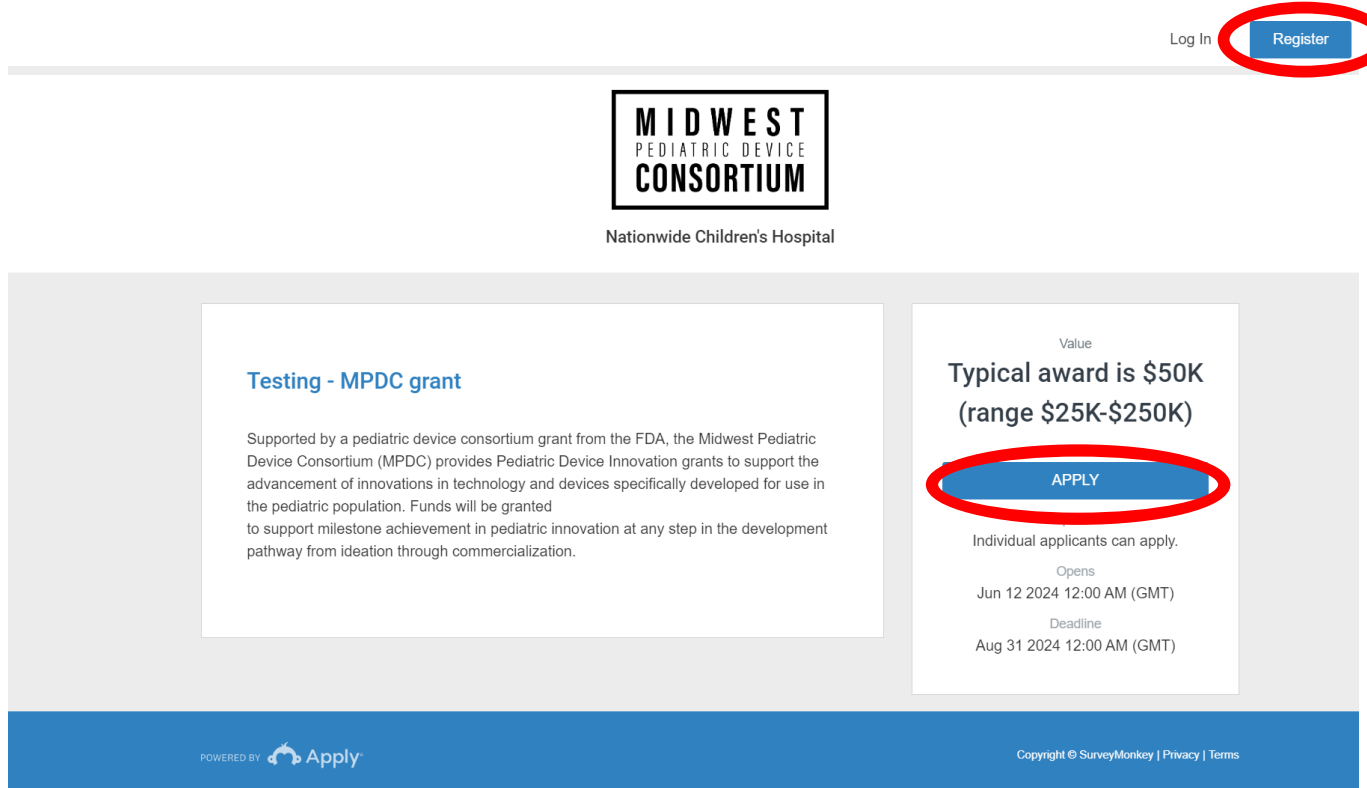 Log In
Register
MIDWEST
PEDIATRIC DEVICE
CONSORTIUM
Nationwide Children's Hospital
Testing - MPDC grant
Supported by a pediatric device consortium grant from the FDA, the Midwest Pediatric
Device Consortium (MPDC) provides Pediatric Device Innovation grants to support the
advancement of innovations in technology and devices specifically developed for use in
the pediatric population. Funds will be granted
to support milestone achievement in pediatric innovation at any step in the development
pathway from ideation through commercialization.
Value
Typical award is $50K
(range $25K-$250K)
APPLY
Individual applicants can apply.
Opens
Jun 12 2024 12:00 AM (GMT)
Deadline
Aug 31 2024 12:00 AM (GMT)
POWERED BY Apply
Copyright © SurveyMonkey | Privacy | Terms